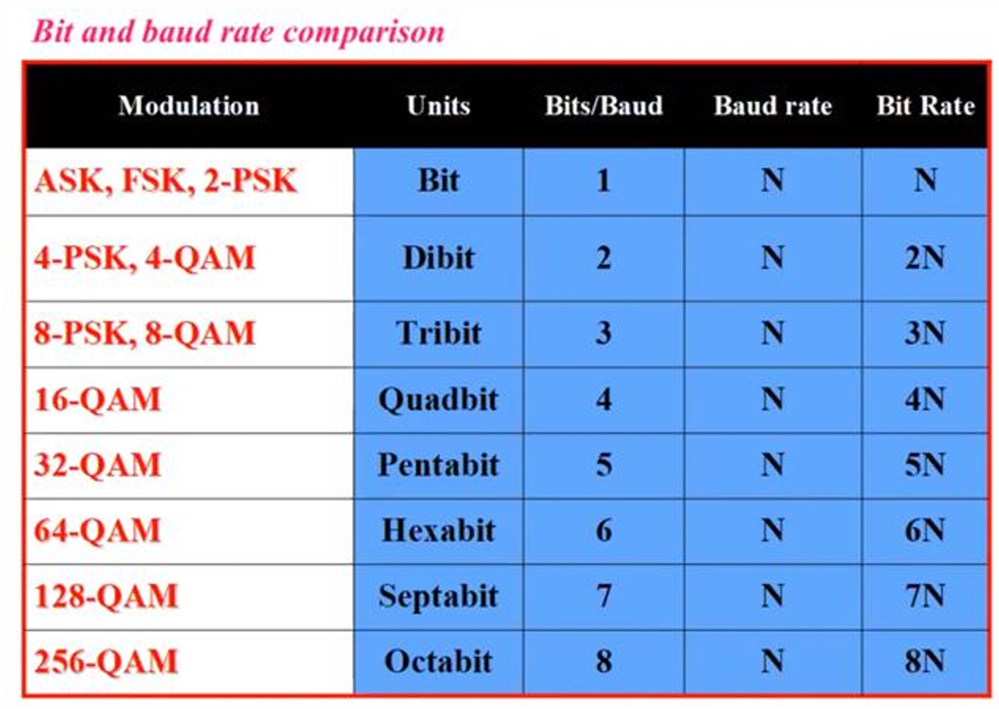 Bit and baud rate comparison
Modulation Units Bits/Baud Baud rate Bit Rate
ASK, FSK, 2-PSK Bit 1 N N
4-PSK, 4-QAM Dibit 2 N 2N
8-PSK, 8-QAM Tribit 3 N 3N
16-QAM Quadbit 4 N 4N
32-QAM Pentabit 5 N 5N
64-QAM Hexabit 6 N 6N
128-QAM Septabit 7 N 7N
256-QAM Octabit 8 N 8N